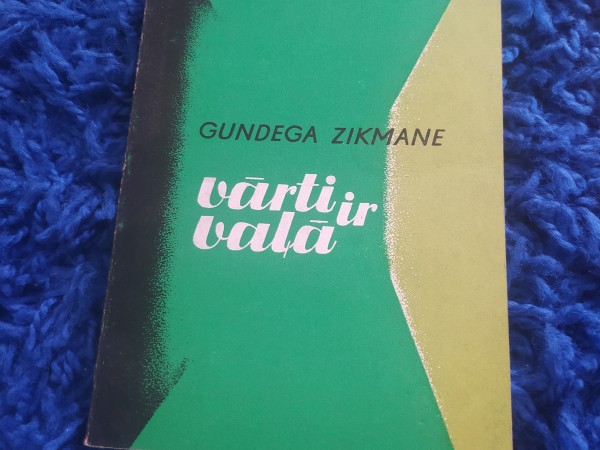 GUNDEGA ZIKMANE
vārti ir
vaļā